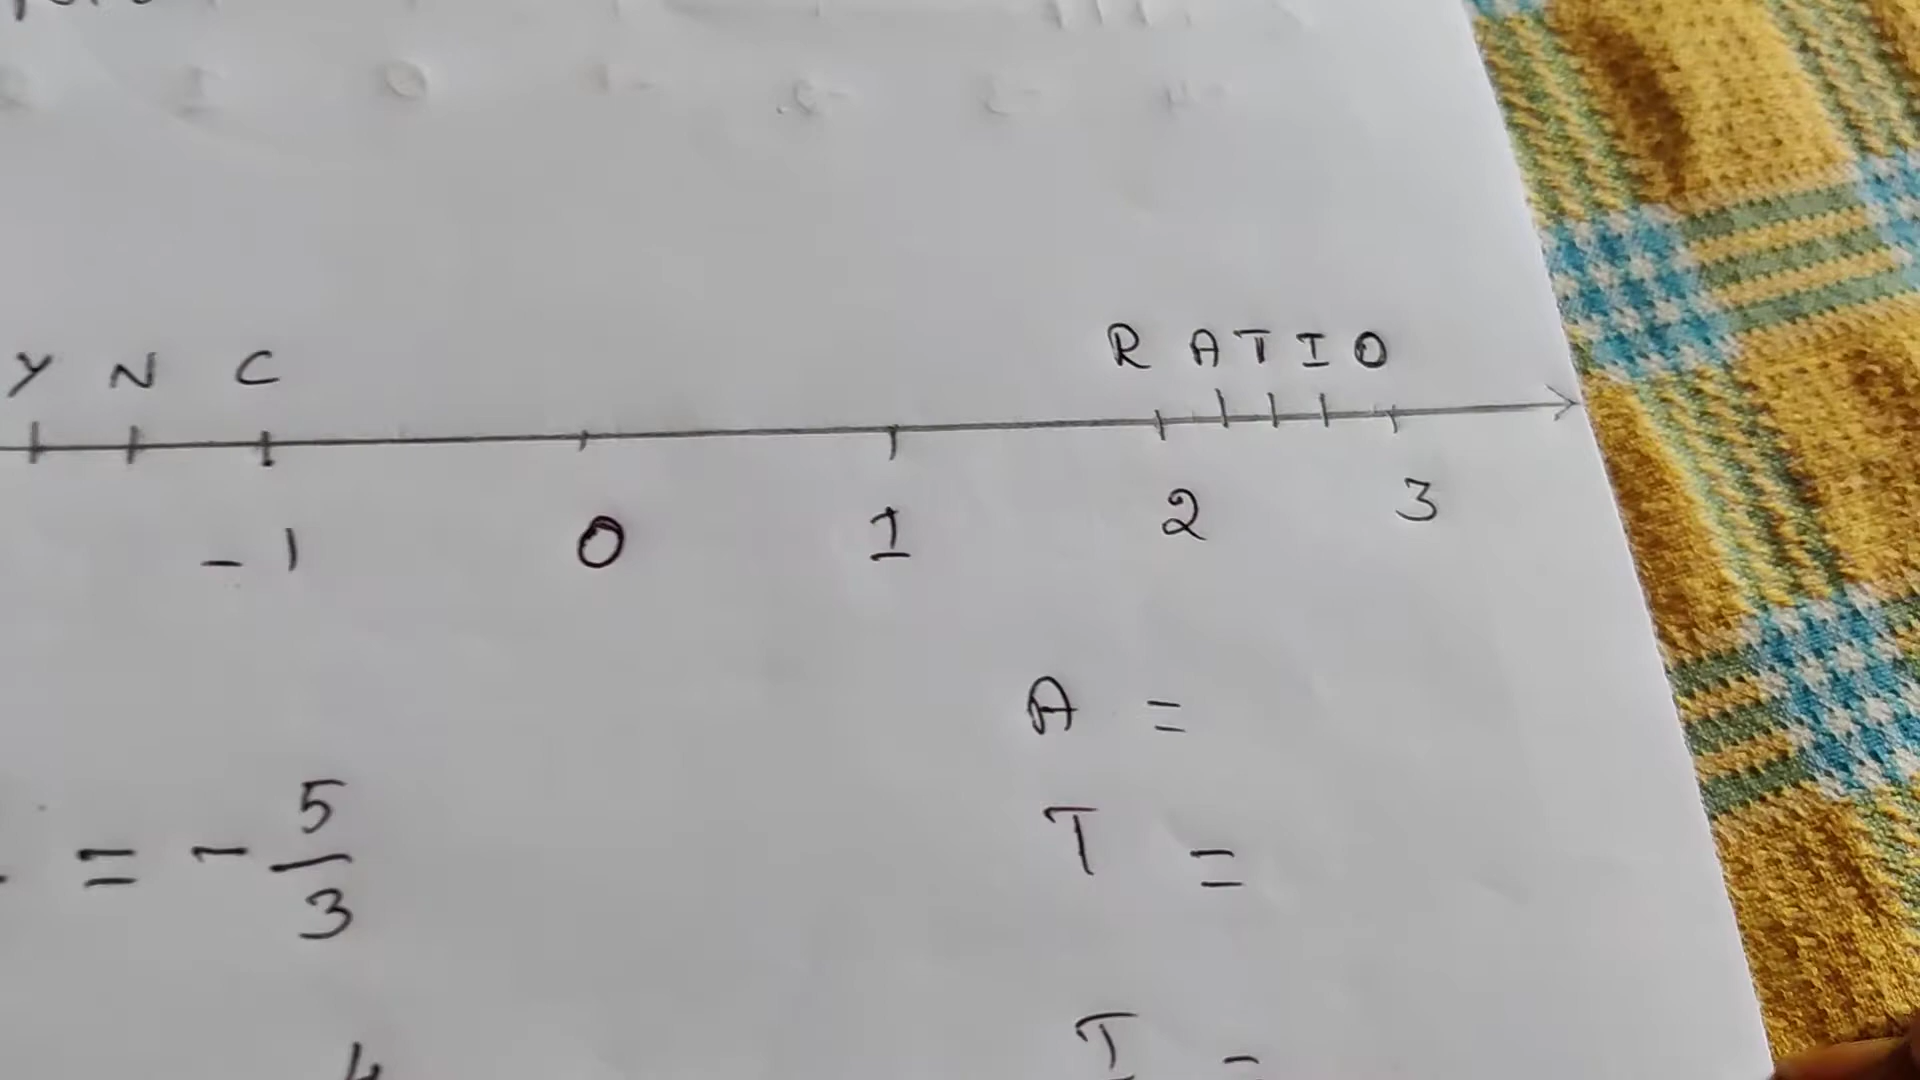 Y N C R A T I O
-1 0 1 2 3
A =
T =
= - 5/3
I =